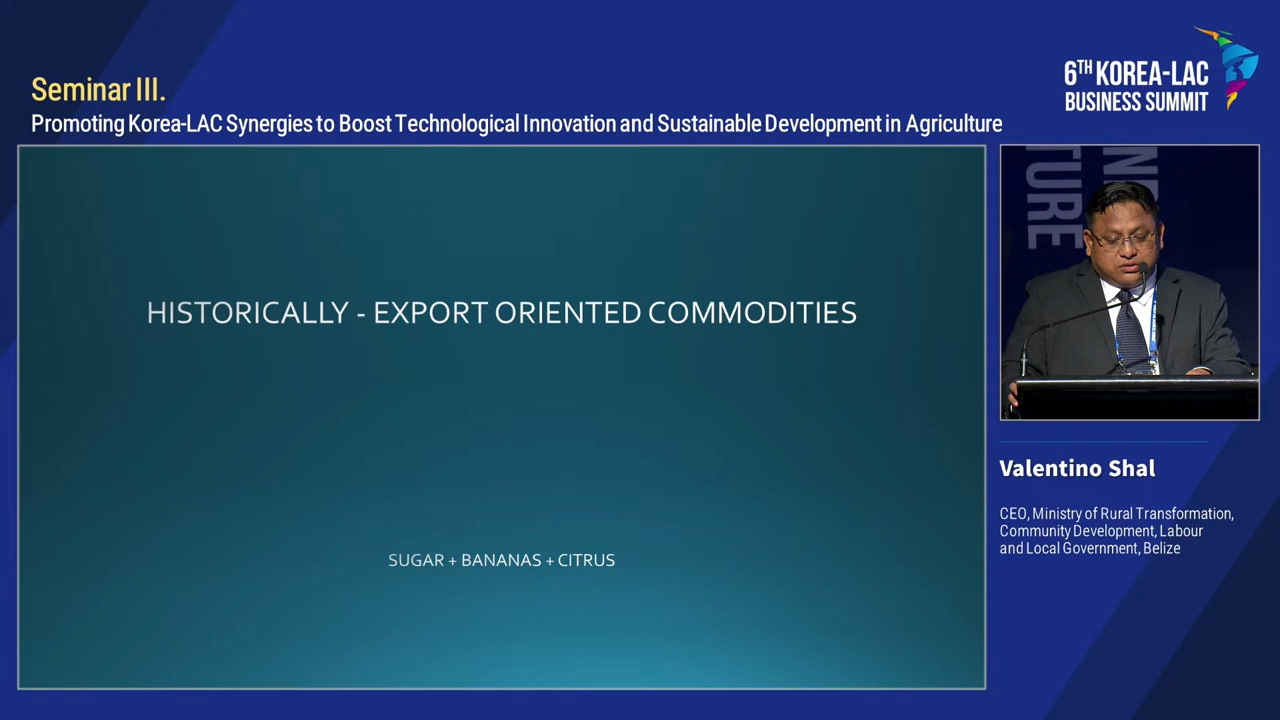 Seminar III.
Promoting Korea-LAC Synergies to Boost Technological Innovation and Sustainable Development in Agriculture
6TH KOREA-LAC
BUSINESS SUMMIT
HISTORICALLY - EXPORT ORIENTED COMMODITIES
SUGAR + BANANAS + CITRUS
TURE
Valentino Shal
CEO, Ministry of Rural Transformation,
Community Development, Labour
and Local Government, Belize